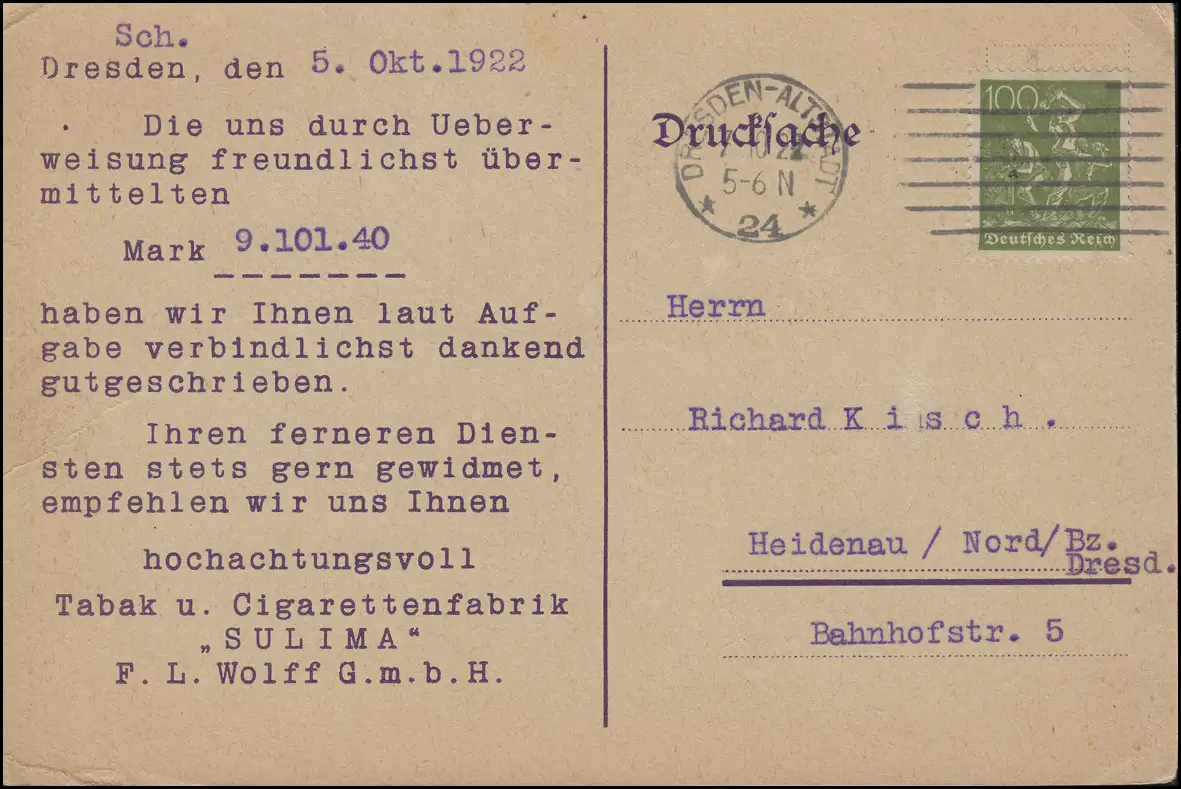 Sch.
Dresden, den 5. Okt.1922
Die uns durch Ueber-
weisung freundlichst über-
mittelten
Mark 9.101.40
haben wir Ihnen laut Auf-
gabe verbindlichst dankend
gutgeschrieben.
Ihren ferneren Dien-
sten stets gern gewidmet,
empfehlen wir uns Ihnen
hochachtungsvoll
Tabak u. Cigarettenfabrik
„SULIMA“
F. L. Wolff G.m.b.H.
Drucksache
DRESDEN-ALTSTADT
7 10 22
5-6 N
* 24 *
100
Deutsches Reich
Herrn
Richard K i s c h .
Heidenau / Nord/Bz.
Dresd.
Bahnhofstr. 5